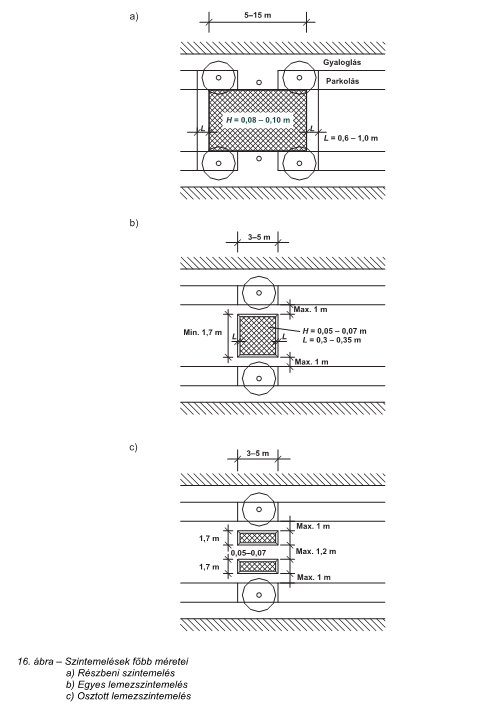 a)
5–15 m
Gyaloglás
Parkolás
H = 0,08 – 0,10 m
L
L
L = 0,6 – 1,0 m
b)
3–5 m
Max. 1 m
Min. 1,7 m
L
L
H = 0,05 – 0,07 m
L = 0,3 – 0,35 m
Max. 1 m
c)
3–5 m
Max. 1 m
1,7 m
0,05–0,07
Max. 1,2 m
1,7 m
Max. 1 m
16. ábra – Szintemelések főbb méretei
a) Részbeni szintemelés
b) Egyes lemezszintemelés
c) Osztott lemezszintemelés